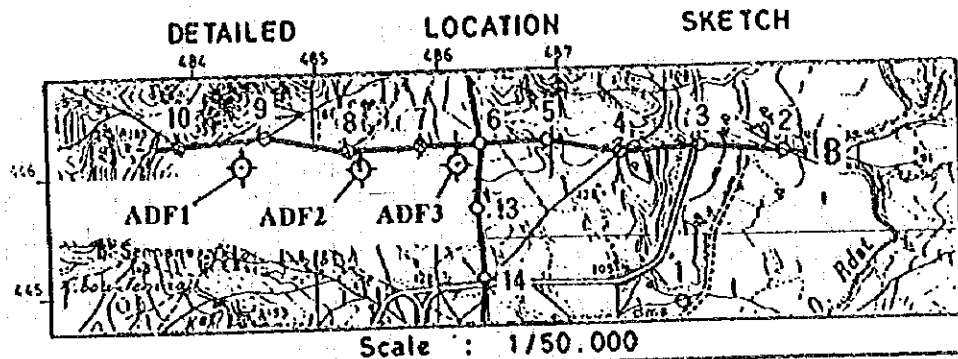 DETAILED LOCATION SKETCH
484 485 486 487
10 9 8 6 5 4 3 2
B
446
ADF1 ADF2 ADF3
13
445
14 1
Scale : 1/50.000